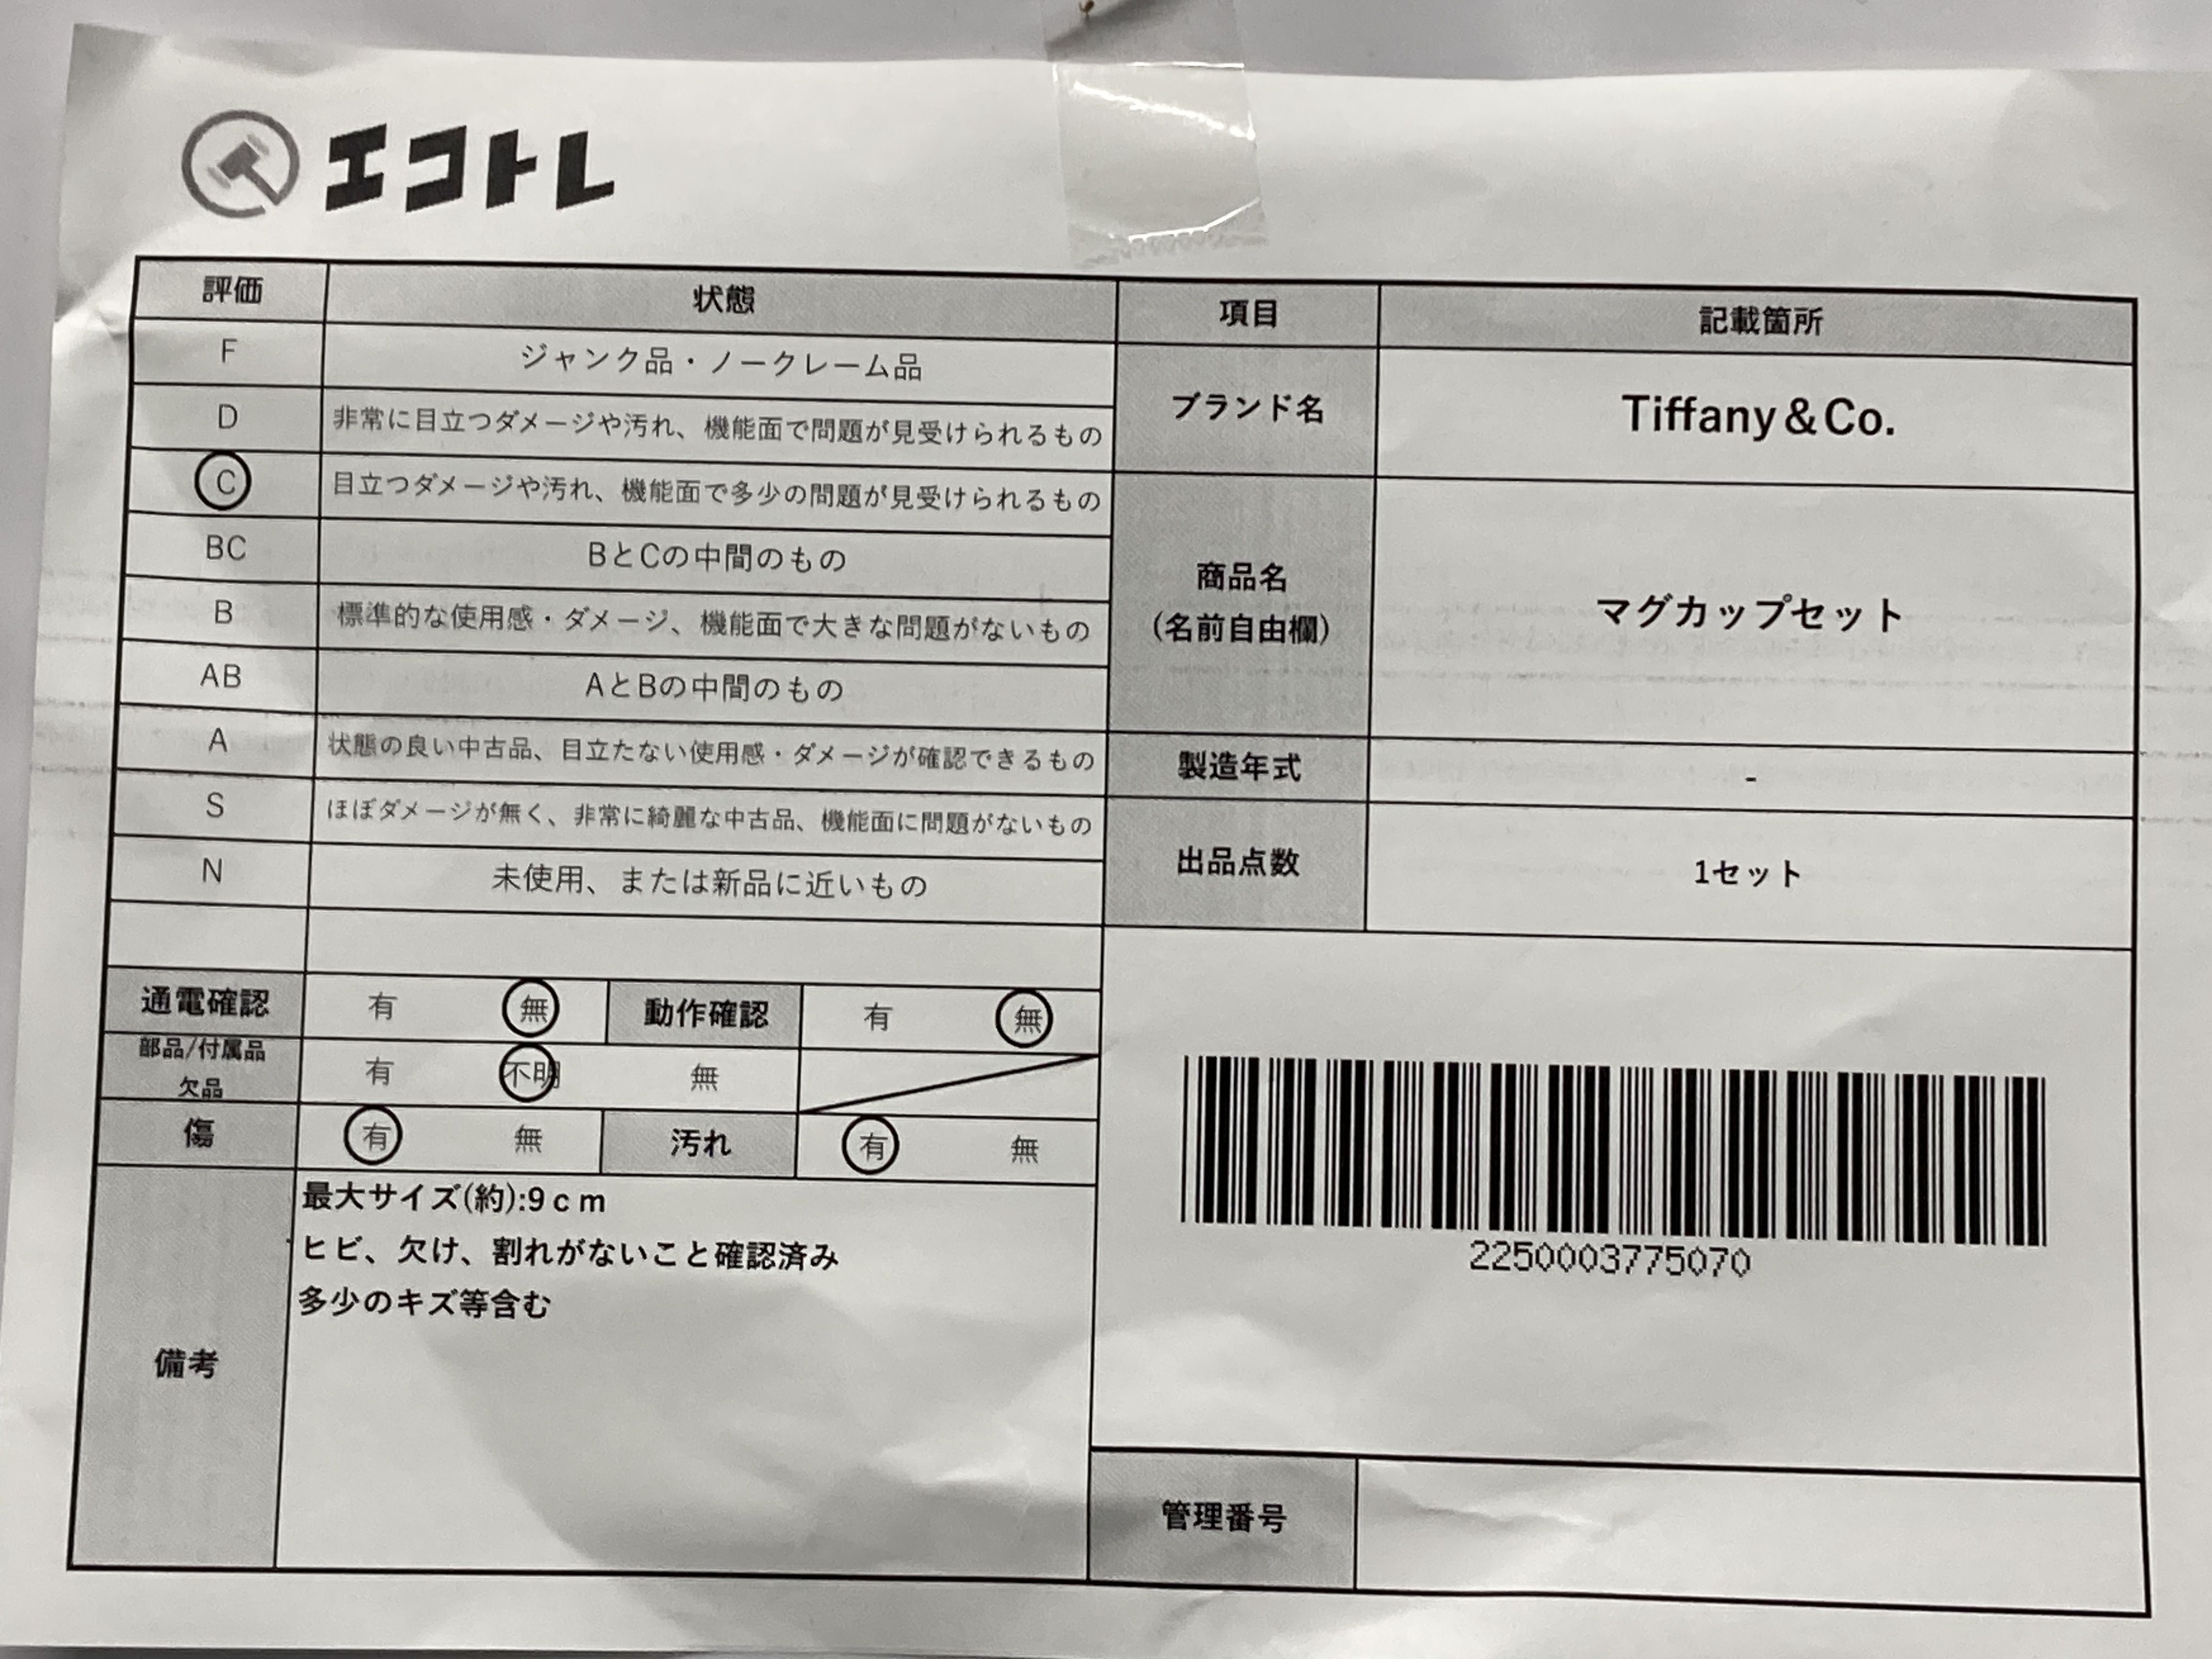 エコトレ
評価 状態 項目 記載箇所
F ジャンク品・ノークレーム品
D 非常に目立つダメージや汚れ、機能面で問題が見受けられるもの
C 目立つダメージや汚れ、機能面で多少の問題が見受けられるもの
BC BとCの中間のもの
B 標準的な使用感・ダメージ、機能面で大きな問題がないもの
AB AとBの中間のもの
A 状態の良い中古品、目立たない使用感・ダメージが確認できるもの
S ほぼダメージが無く、非常に綺麗な中古品、機能面に問題がないもの
N 未使用、または新品に近いもの
ブランド名 Tiffany&Co.
商品名
(名前自由欄)
マグカップセット
製造年式 -
出品点数 1セット
通電確認 有 無 動作確認 有 無
部品/付属品
欠品
有 不明 無
傷 有 無 汚れ 有 無
備考
最大サイズ(約):9cm
ヒビ、欠け、割れがないこと確認済み
多少のキズ等含む
2250003775070
管理番号